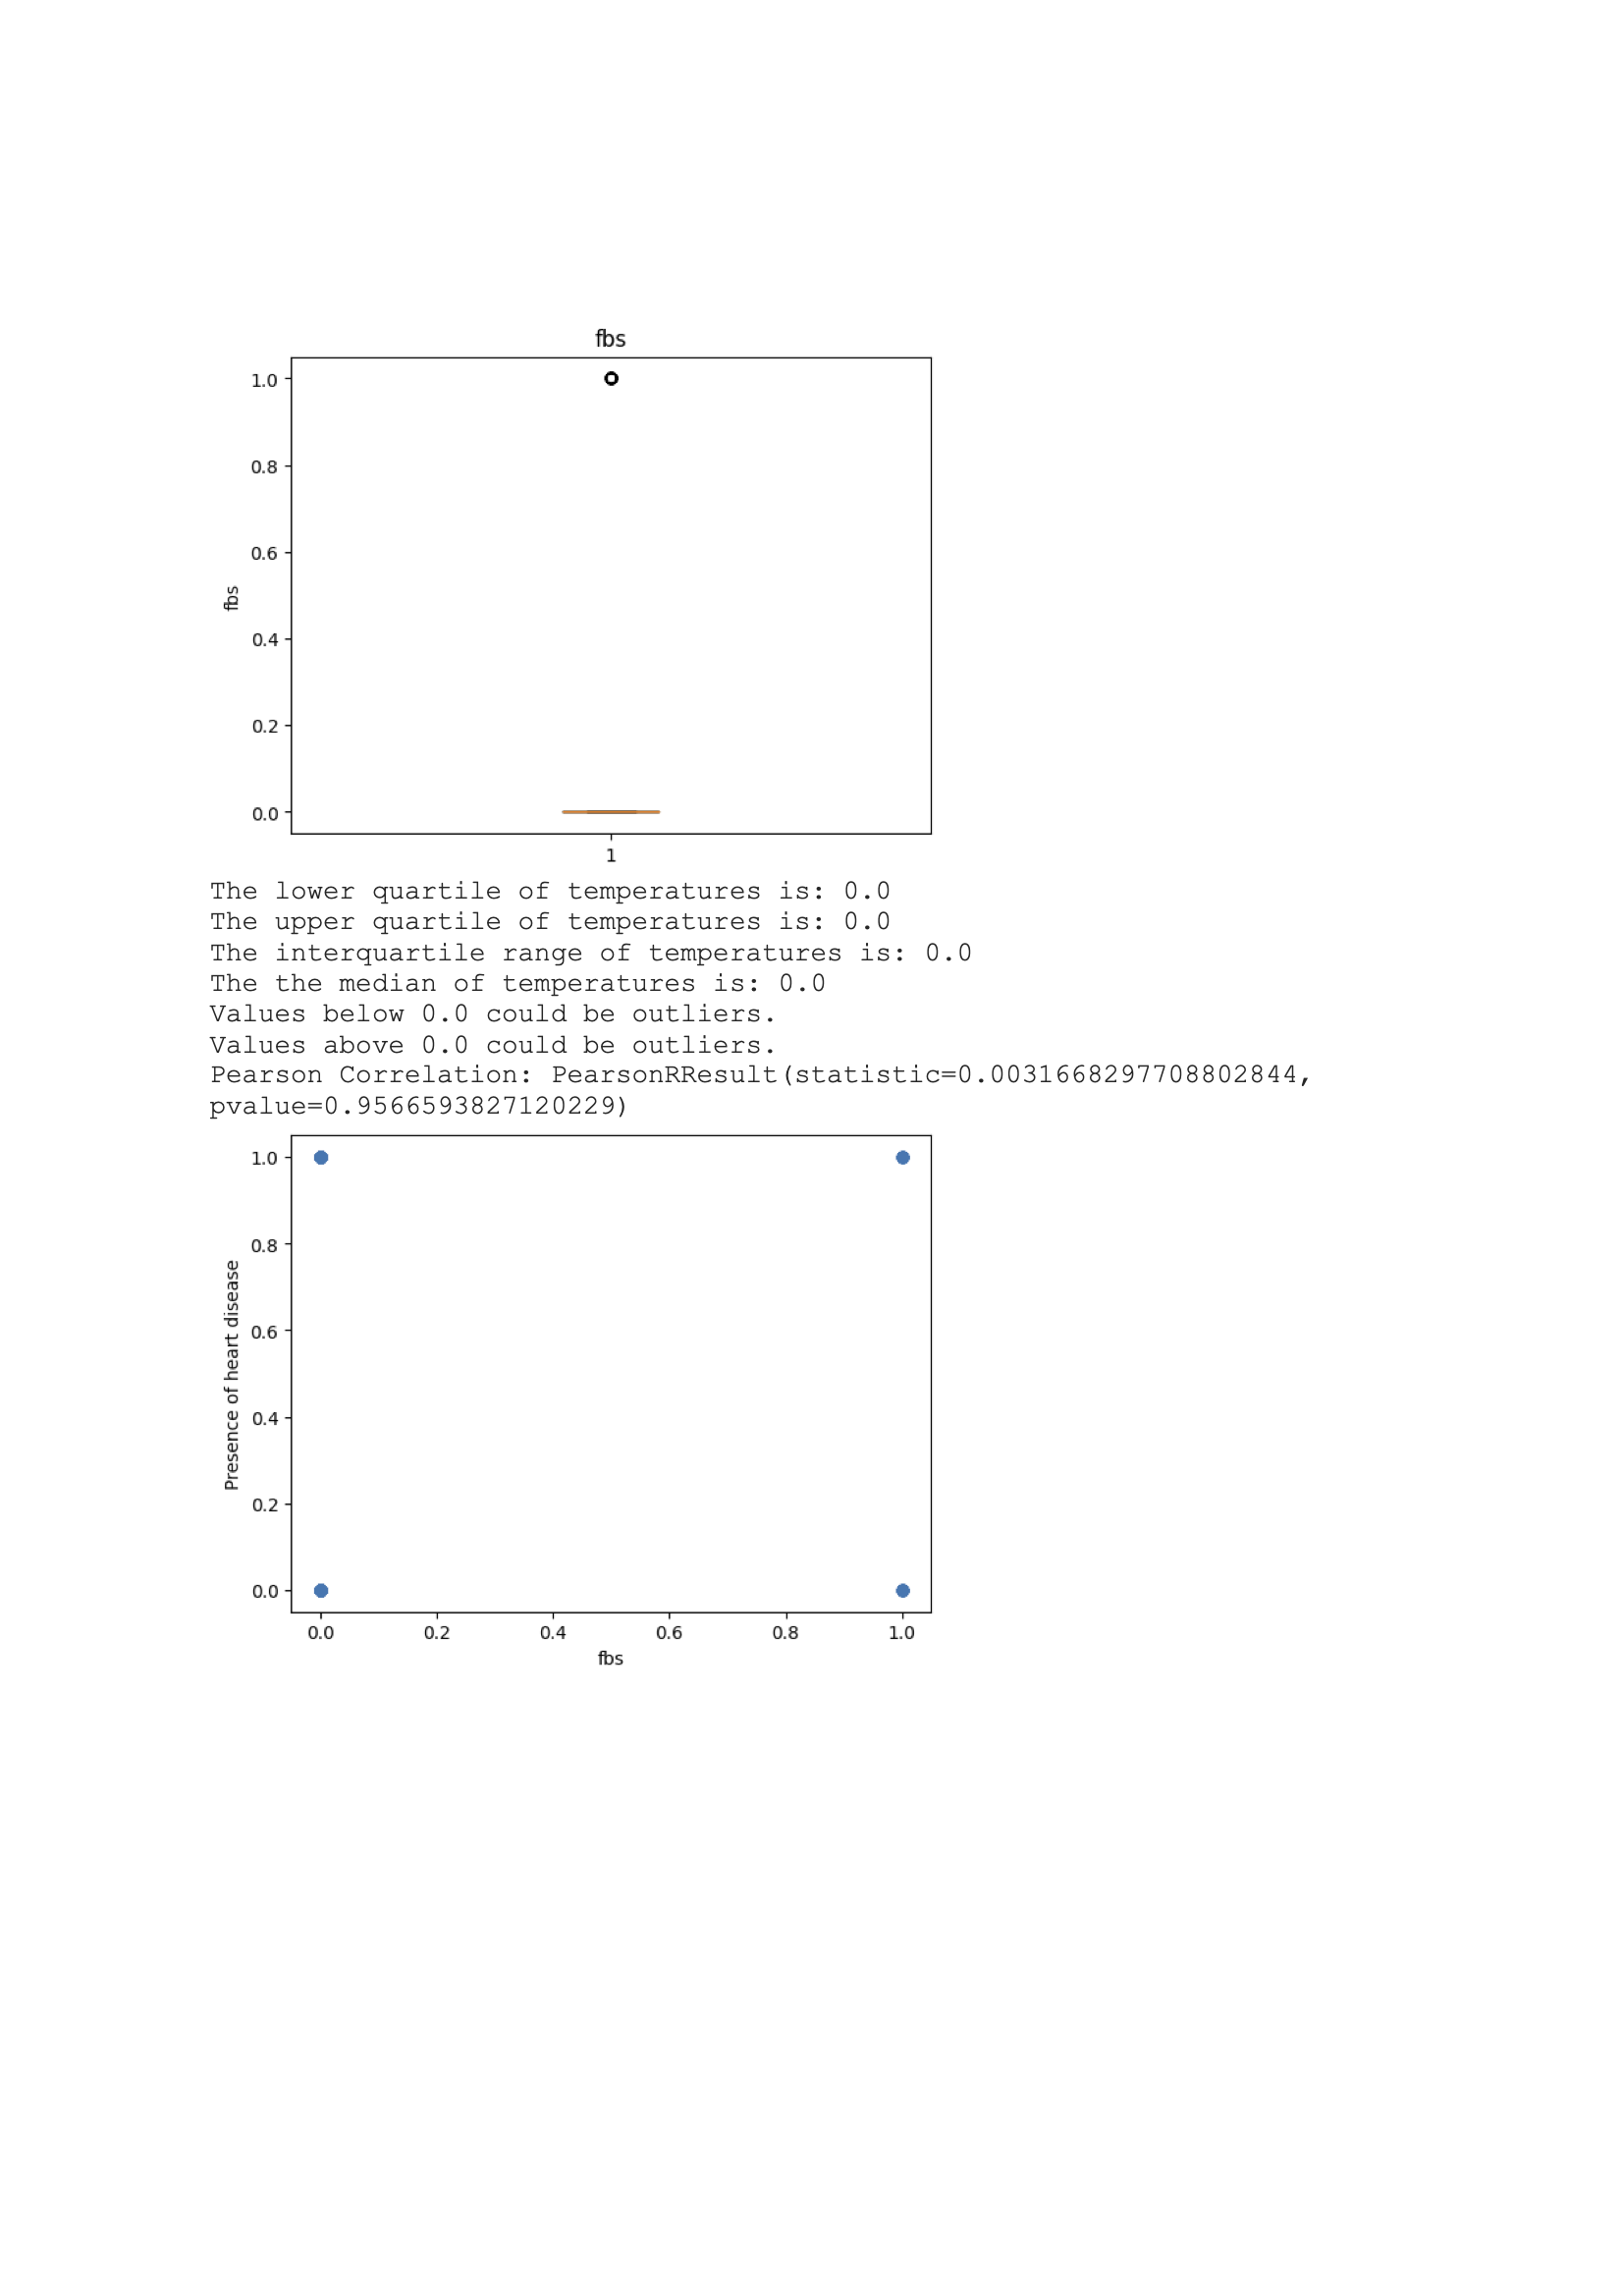 fbs
1.0
0.8
0.6
fbs
0.4
0.2
0.0
1
The lower quartile of temperatures is: 0.0
The upper quartile of temperatures is: 0.0
The interquartile range of temperatures is: 0.0
The the median of temperatures is: 0.0
Values below 0.0 could be outliers.
Values above 0.0 could be outliers.
Pearson Correlation: PearsonRResult(statistic=0.0031668297708802844,
pvalue=0.9566593827120229)
1.0
0.8
0.6
Presence of heart disease
0.4
0.2
0.0
0.0 0.2 0.4 0.6 0.8 1.0
fbs